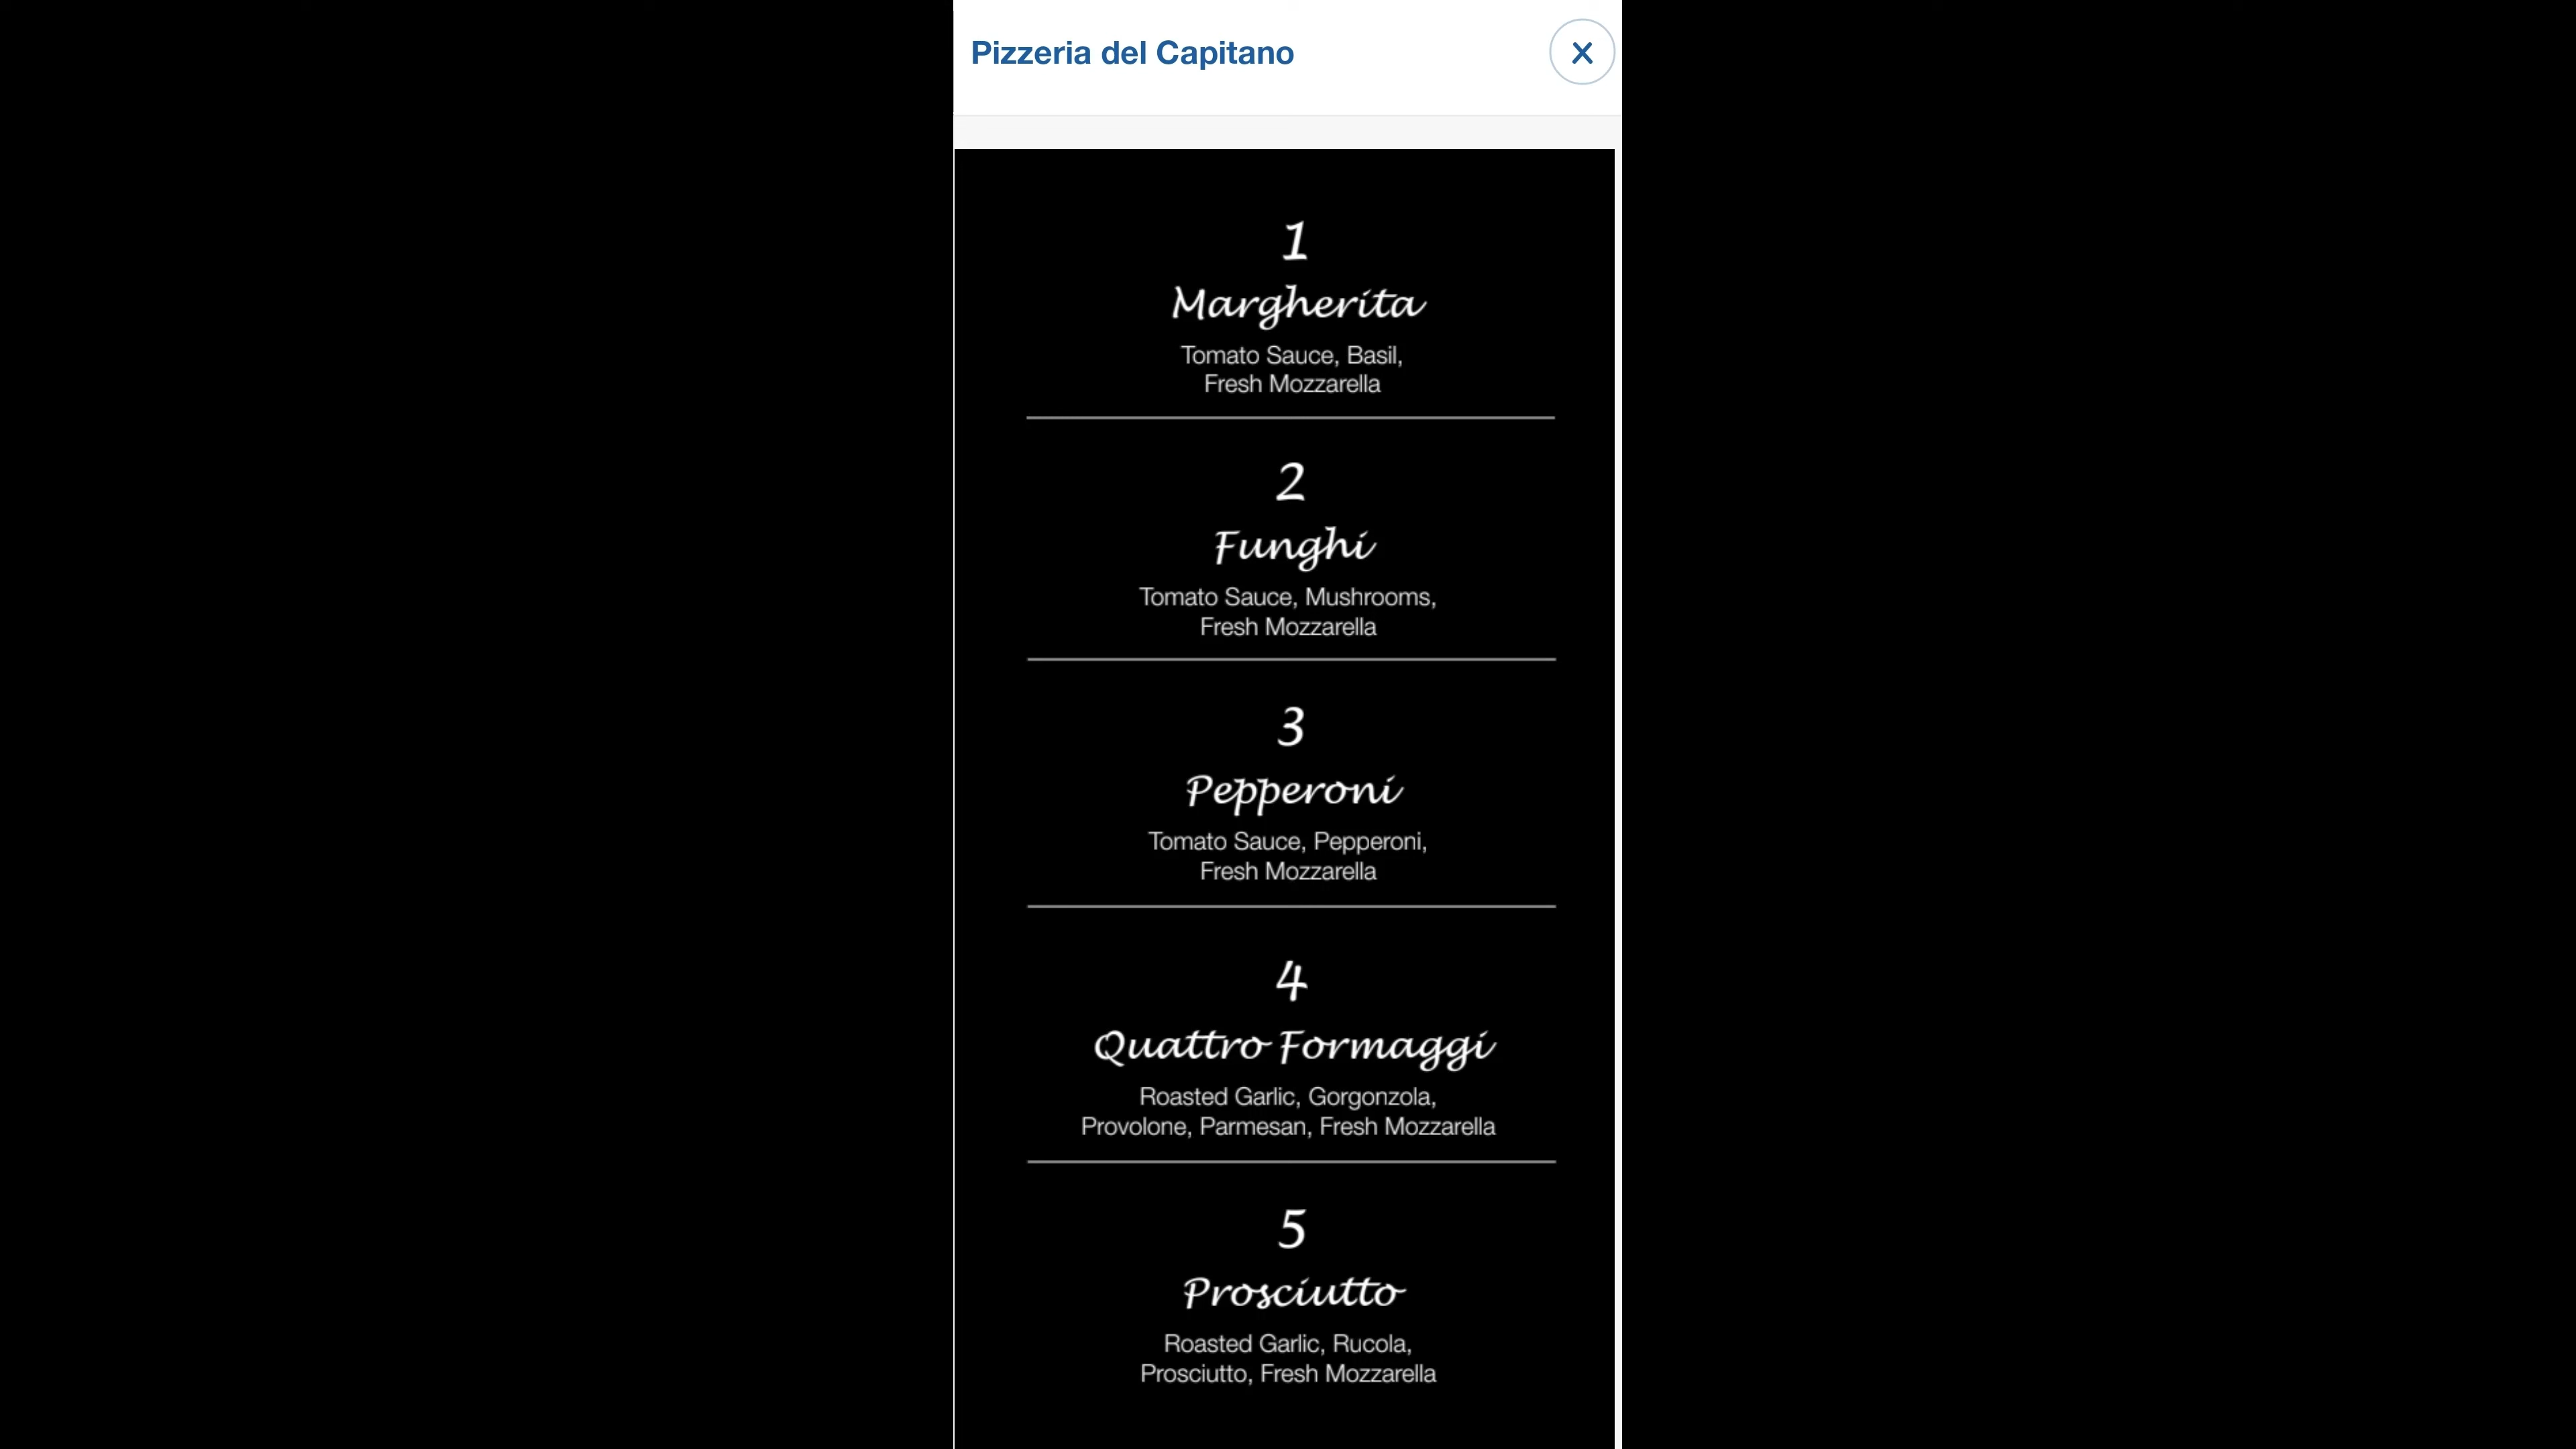 Pizzeria del Capitano
1
Margherita
Tomato Sauce, Basil,
Fresh Mozzarella
2
Funghi
Tomato Sauce, Mushrooms,
Fresh Mozzarella
3
Pepperoni
Tomato Sauce, Pepperoni,
Fresh Mozzarella
4
Quattro Formaggi
Roasted Garlic, Gorgonzola,
Provolone, Parmesan, Fresh Mozzarella
5
Prosciutto
Roasted Garlic, Rucola,
Prosciutto, Fresh Mozzarella